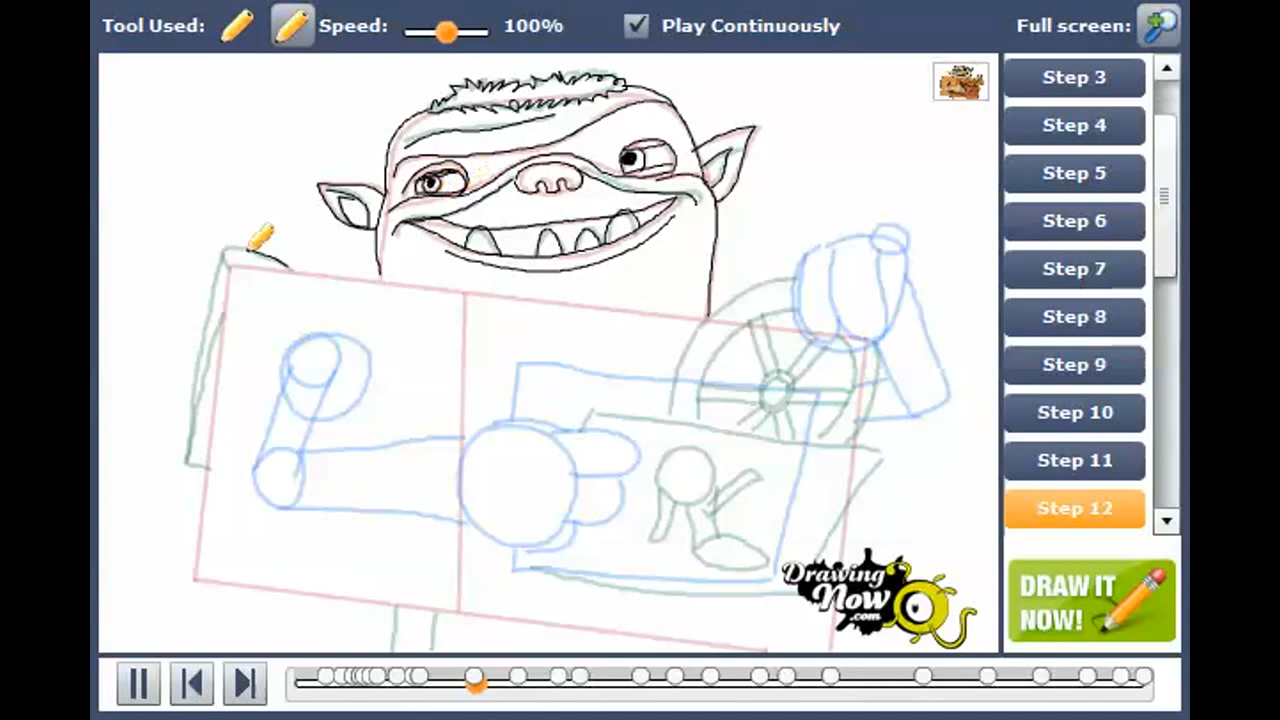 Tool Used:
Speed:
100%
Play Continuously
Full screen:
Step 3
Step 4
Step 5
Step 6
Step 7
Step 8
Step 9
Step 10
Step 11
Step 12
DRAW IT
NOW!
Drawing
Now
.com